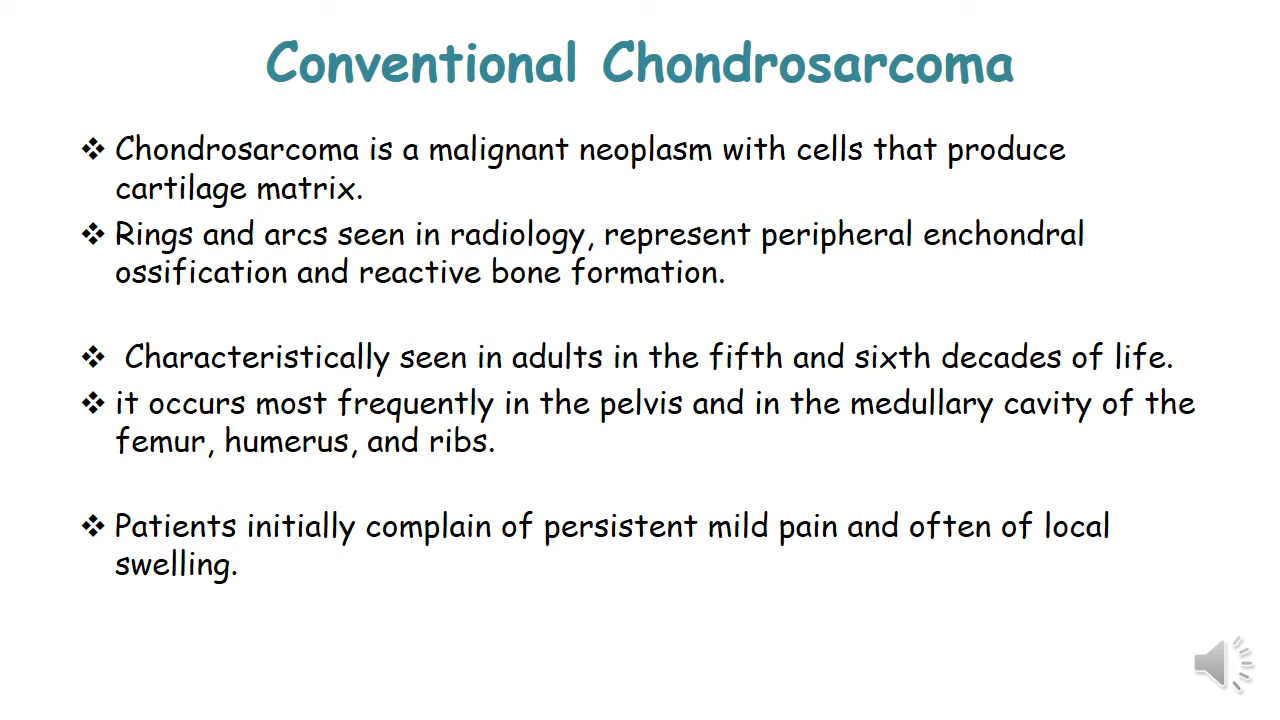 Conventional Chondrosarcoma
❖ Chondrosarcoma is a malignant neoplasm with cells that produce
cartilage matrix.
❖ Rings and arcs seen in radiology, represent peripheral enchondral
ossification and reactive bone formation.
❖ Characteristically seen in adults in the fifth and sixth decades of life.
❖ it occurs most frequently in the pelvis and in the medullary cavity of the
femur, humerus, and ribs.
❖ Patients initially complain of persistent mild pain and often of local
swelling.